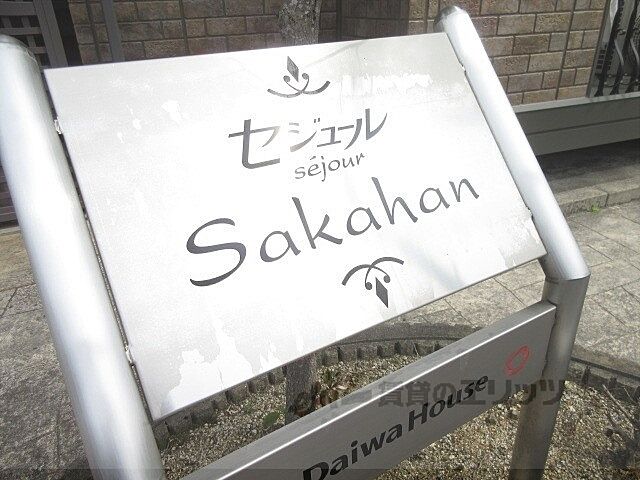 セジュール
séjour
Sakahan
賃貸のエリッツ
Daiwa House